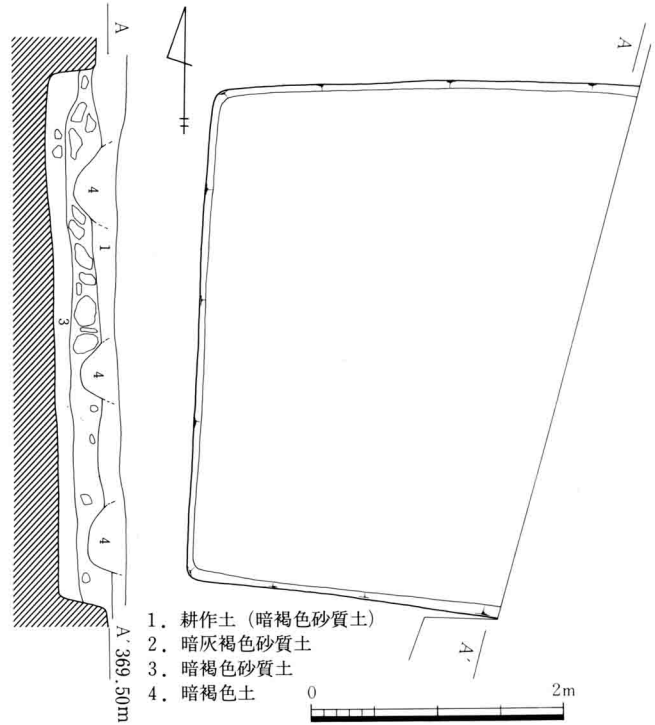 A
A
4
1
3
4
4
A' 369.50m
A'
1. 耕作土（暗褐色砂質土）
2. 暗灰褐色砂質土
3. 暗褐色砂質土
4. 暗褐色土
0 2m